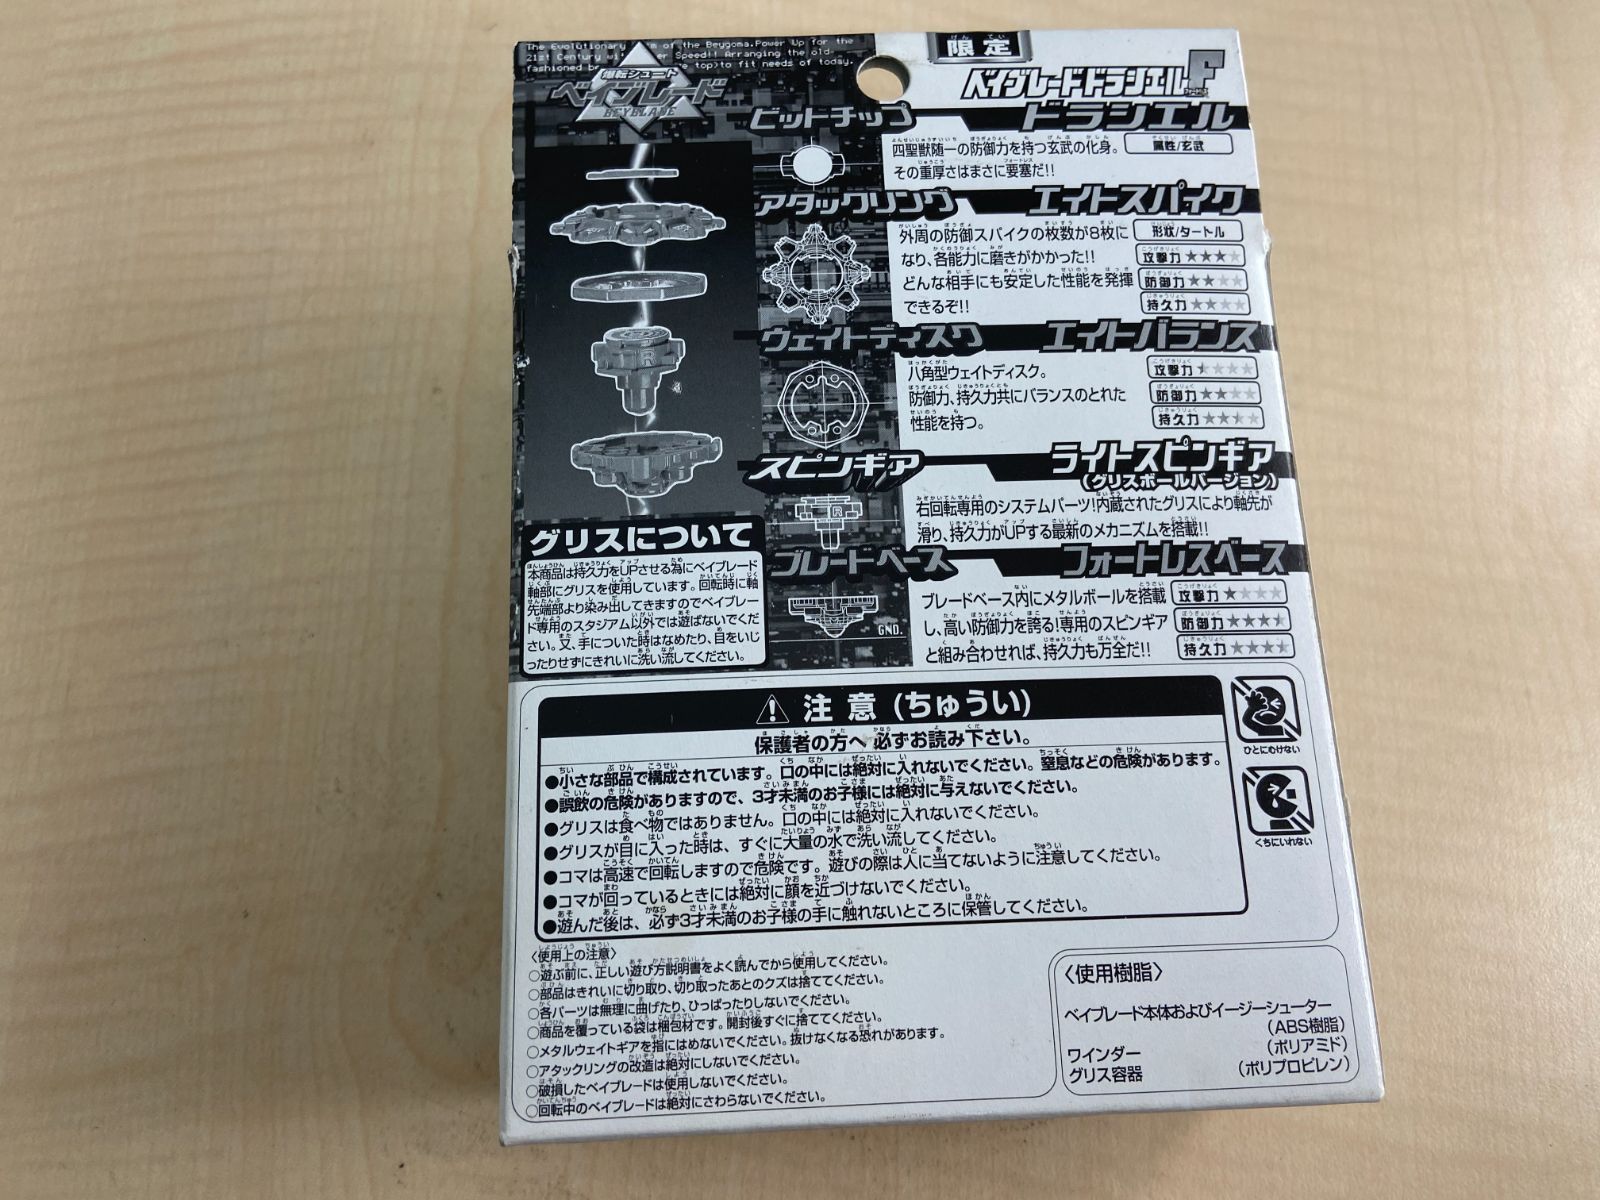 限定
爆転シュート
ベイブレード
BEYBLADE
ベイブレードドラシエルF
フォートレス
ビットチップ
ドラシエル
四聖獣随一の防御力を持つ玄武の化身。
その重厚さはまさに要塞だ!!
属性/玄武
アタックリング
エイトスパイク
外周の防御スパイクの枚数が8枚に
なり、各能力に磨きがかかった!!
どんな相手にも安定した性能を発揮
できるぞ!!
形状/タートル
攻撃力★★★★
防御力★★☆☆
持久力★★☆☆
ウェイトディスク
エイトバランス
八角型ウェイトディスク。
防御力、持久力共にバランスのとれた
性能を持つ。
攻撃力
防御力
持久力
スピンギア
ライトスピンギア
(グリスボールバージョン)
右回転専用のシステムパーツ!内蔵されたグリスにより軸先が
滑り、持久力がUPする最新のメカニズムを搭載!!
R
R
ブレードベース
フォートレスベース
ブレードベース内にメタルボールを搭載
し、高い防御力を誇る!専用のスピンギア
と組み合わせれば、持久力も万全だ!!
攻撃力
防御力
持久力
GND.
グリスについて
本商品は持久力をUPさせる為にベイブレード
軸部にグリスを使用しています。回転時に軸
先端部より染み出してきますのでベイブレー
ド専用のスタジアム以外では遊ばないでくだ
さい。又、手についた時はなめたり、目をいじ
ったりせずにきれいに洗い流してください。
注意(ちゅうい)
保護者の方へ 必ずお読み下さい。
●小さな部品で構成されています。口の中には絶対に入れないでください。窒息などの危険があります。
●誤飲の危険がありますので、3才未満のお子様には絶対に与えないでください。
●グリスは食べ物ではありません。口の中には絶対に入れないでください。
●グリスが目に入った時は、すぐに大量の水で洗い流してください。
●コマは高速で回転しますので危険です。遊びの際は人に当てないように注意してください。
●コマが回っているときには絶対に顔を近づけないでください。
●遊んだ後は、必ず3才未満のお子様の手に触れないところに保管してください。
ひとにむけない
くちにいれない
〈使用上の注意〉
○遊ぶ前に、正しい遊び方説明書をよく読んでから使用してください。
○部品はきれいに切り取り、切り取ったあとのクズは捨ててください。
○各パーツは無理に曲げたり、ひっぱったりしないでください。
○商品を覆っている袋は梱包材です。開封後すぐに捨ててください。
○メタルウェイトギアを指にはめないでください。抜けなくなる恐れがあります。
○アタックリングの改造は絶対にしないでください。
○破損したベイブレードは使用しないでください。
○回転中のベイブレードは絶対にさわらないでください。
〈使用樹脂〉
ベイブレード本体およびイージーシューター
(ABS樹脂)
ワインダー (ポリアミド)
グリス容器 (ポリプロピレン)